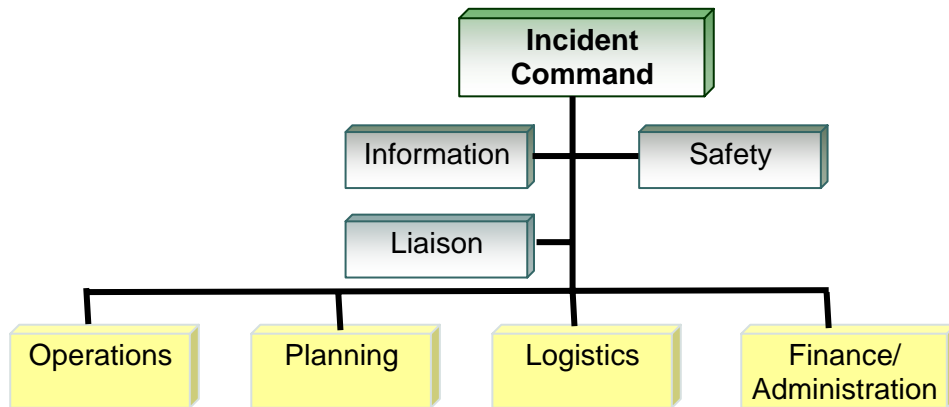 Incident
Command
Information
Safety
Liaison
Operations
Planning
Logistics
Finance/
Administration